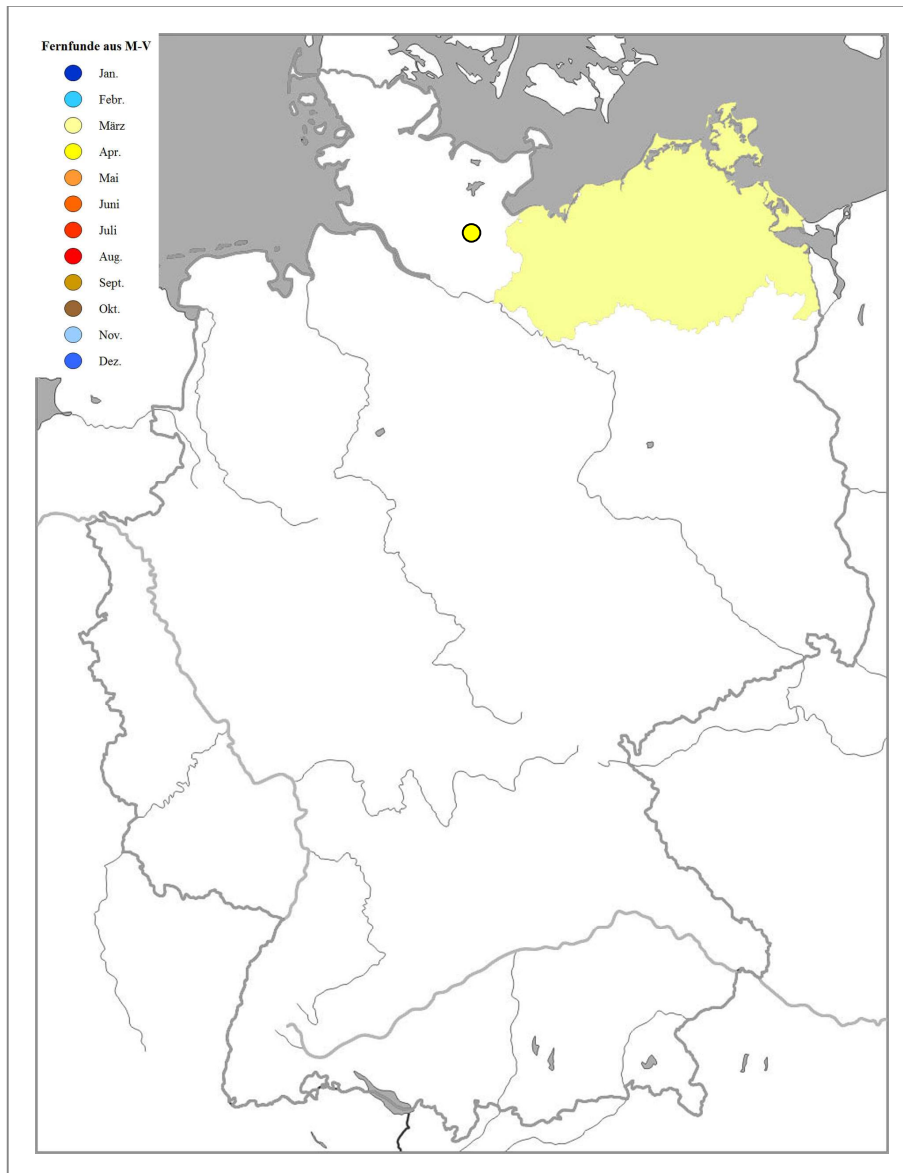 Fernfunde aus M-V
Jan.
Febr.
März
Apr.
Mai
Juni
Juli
Aug.
Sept.
Okt.
Nov.
Dez.